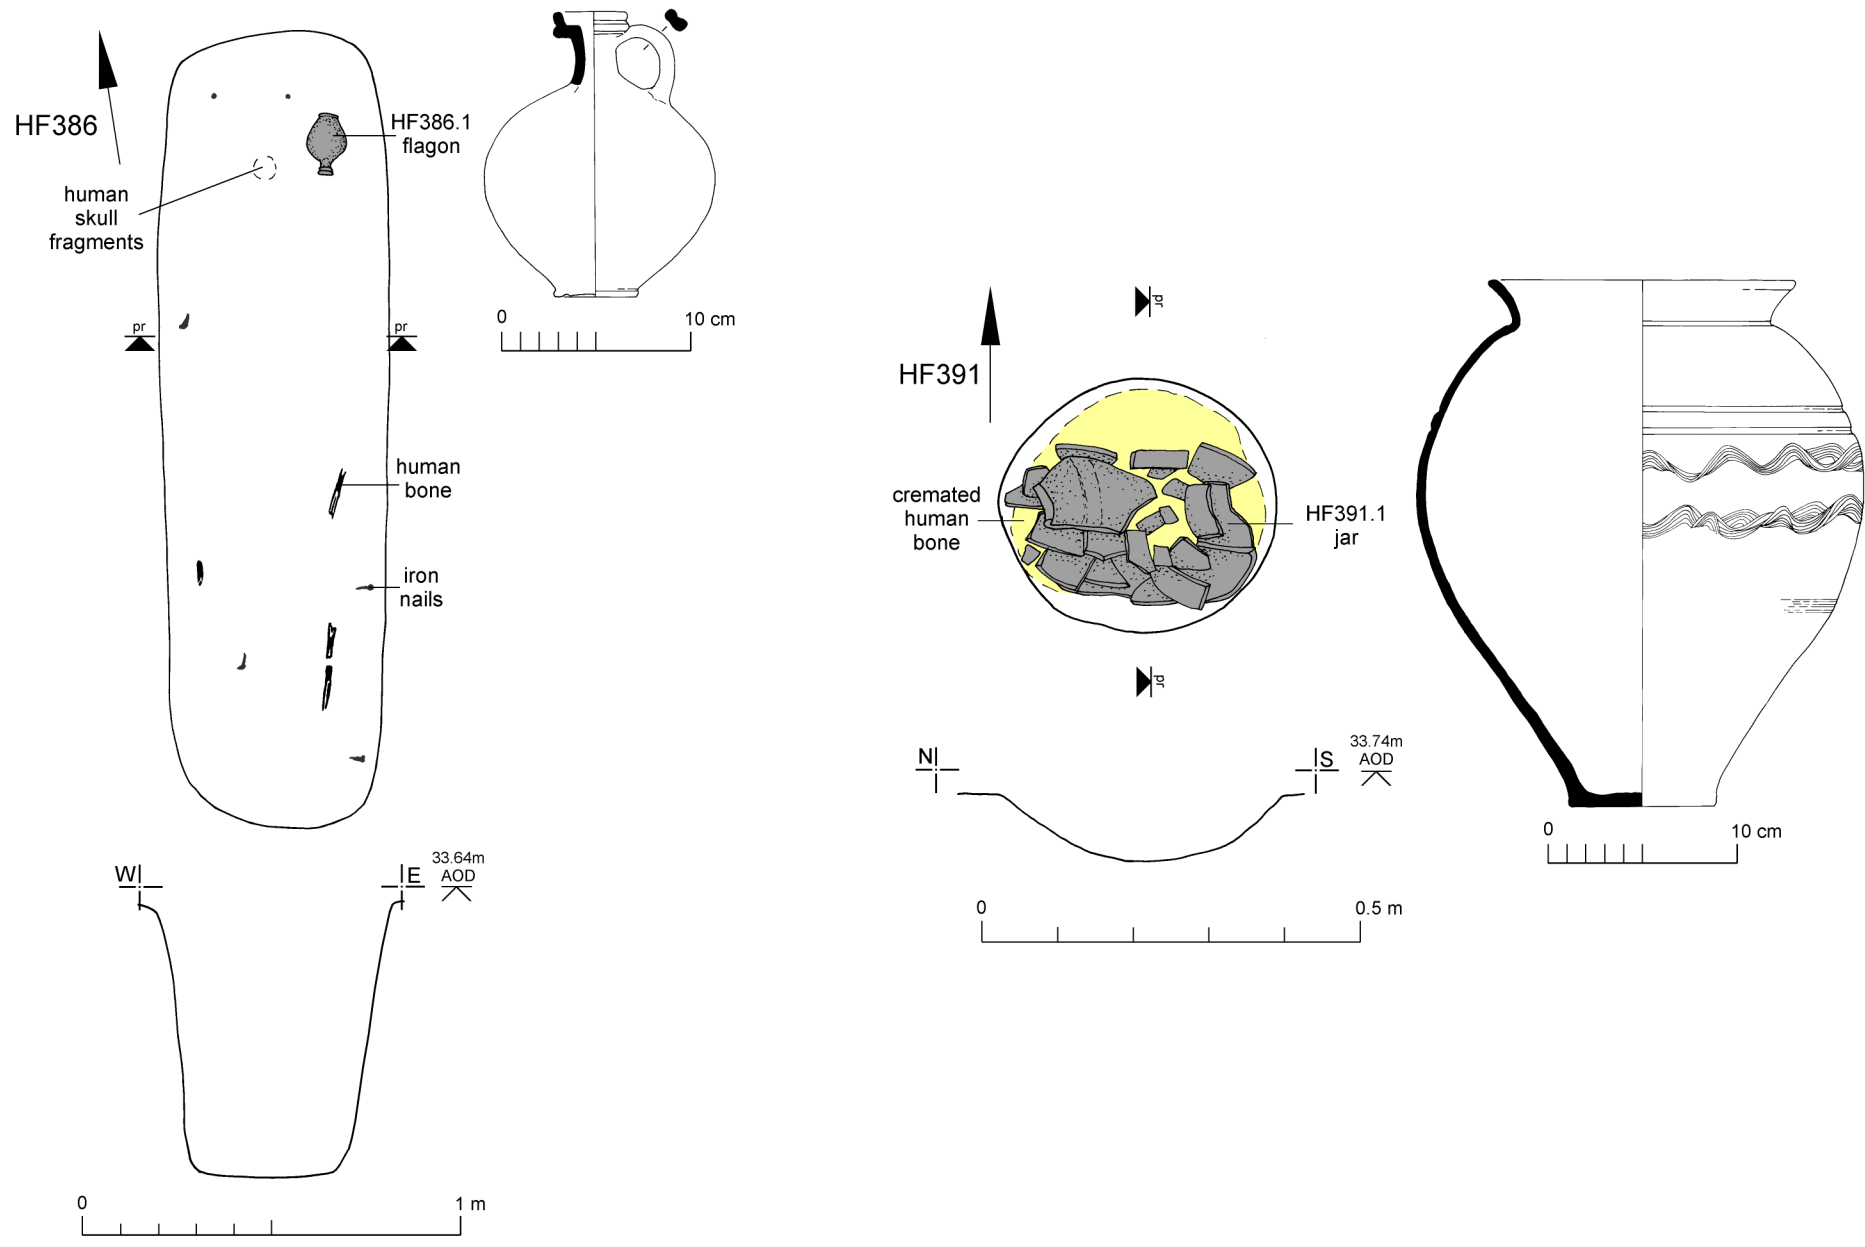 HF386
HF386.1
flagon
human
skull
fragments
pr
pr
0
10 cm
human
bone
iron
nails
W
E
33.64m
AOD
0
1 m
HF391
pr
cremated
human
bone
HF391.1
jar
pr
N
S
33.74m
AOD
0
0.5 m
0
10 cm